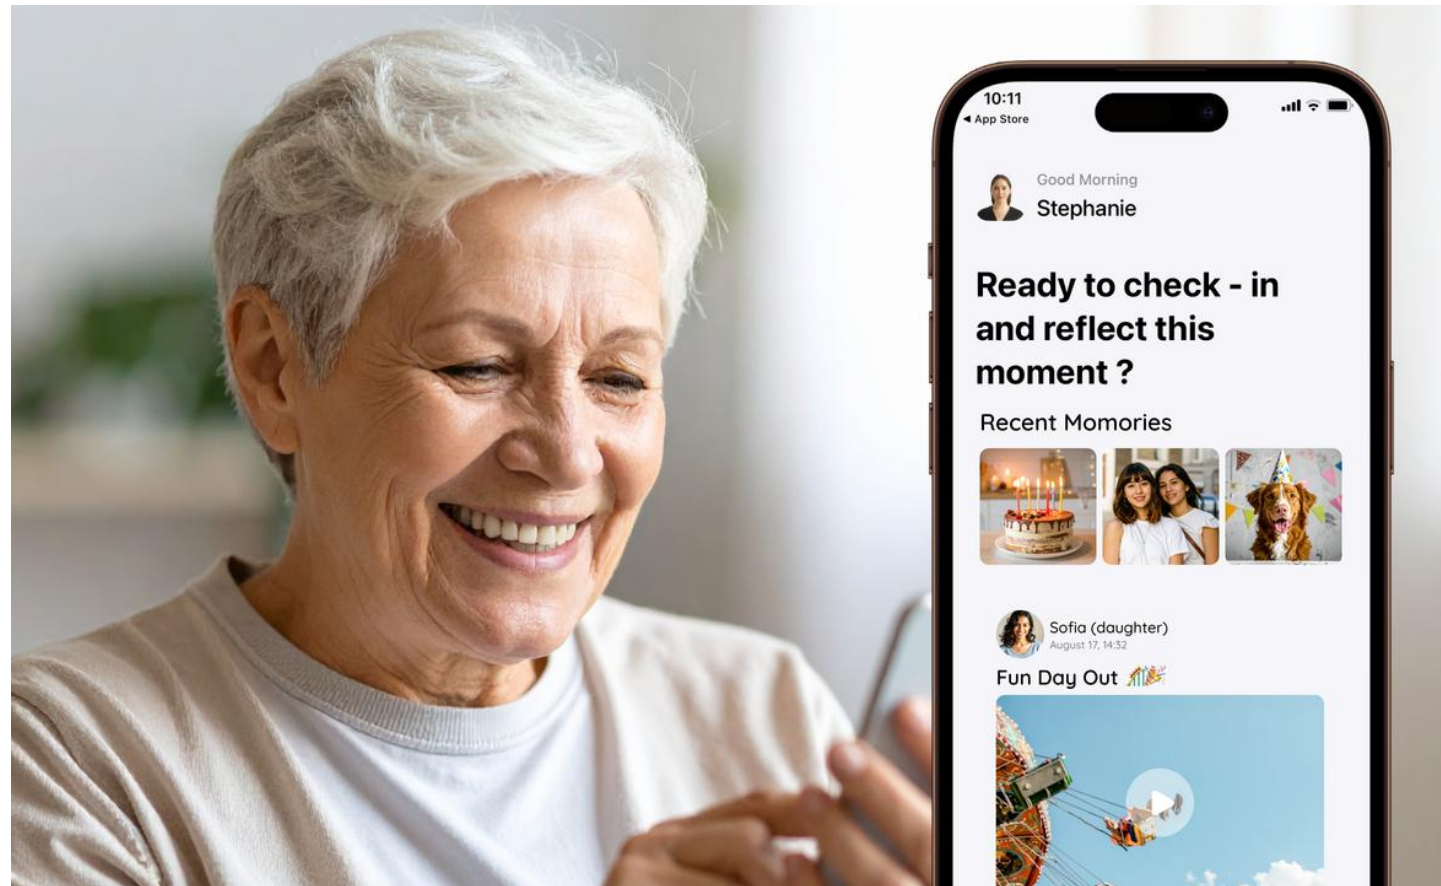 10:11
◀ App Store
Good Morning
Stephanie
Ready to check - in
and reflect this
moment ?
Recent Momories
Sofia (daughter)
August 17, 14:32
Fun Day Out 🎢🎉